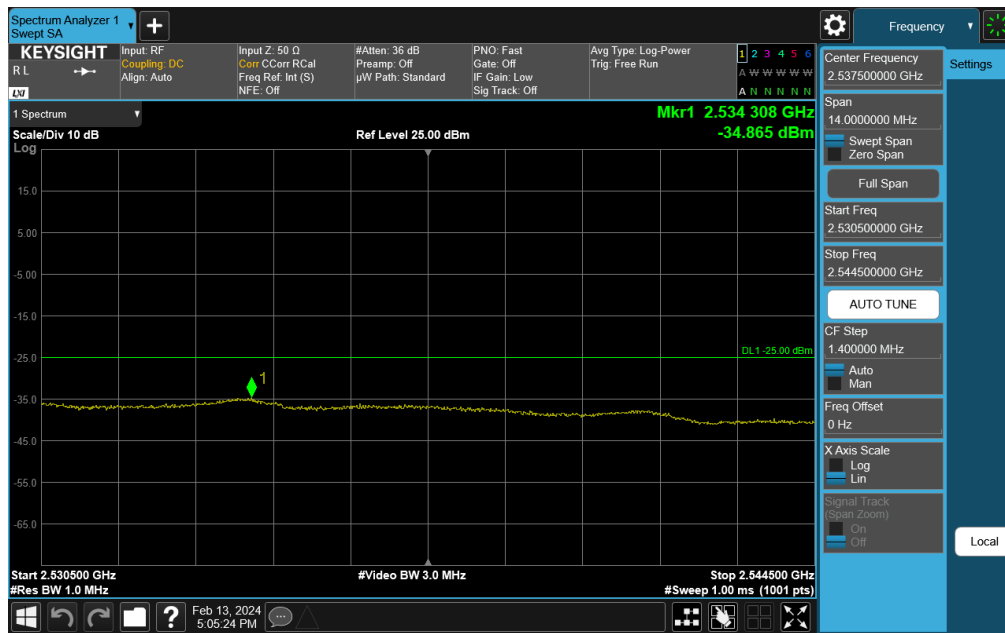 Spectrum Analyzer 1
Swept SA
+
Frequency
KEYSIGHT
R L
LXI
Input: RF
Coupling: DC
Align: Auto
Input Z: 50 Ω
Corr CCorr RCal
Freq Ref: Int (S)
NFE: Off
#Atten: 36 dB
Preamp: Off
µW Path: Standard
PNO: Fast
Gate: Off
IF Gain: Low
Sig Track: Off
Avg Type: Log-Power
Trig: Free Run
1 2 3 4 5 6
A W W W W W
A N N N N N
1 Spectrum
Scale/Div 10 dB
Log
Ref Level 25.00 dBm
Mkr1 2.534 308 GHz
-34.865 dBm
15.0
5.00
-5.00
-15.0
-25.0
-35.0
-45.0
-55.0
-65.0
DL1 -25.00 dBm
1
Start 2.530500 GHz
#Res BW 1.0 MHz
#Video BW 3.0 MHz
Stop 2.544500 GHz
#Sweep 1.00 ms (1001 pts)
Center Frequency
2.537500000 GHz
Span
14.0000000 MHz
Swept Span
Zero Span
Full Span
Start Freq
2.530500000 GHz
Stop Freq
2.544500000 GHz
AUTO TUNE
CF Step
1.400000 MHz
Auto
Man
Freq Offset
0 Hz
X Axis Scale
Log
Lin
Signal Track
(Span Zoom)
On
Off
Settings
Local
?
Feb 13, 2024
5:05:24 PM